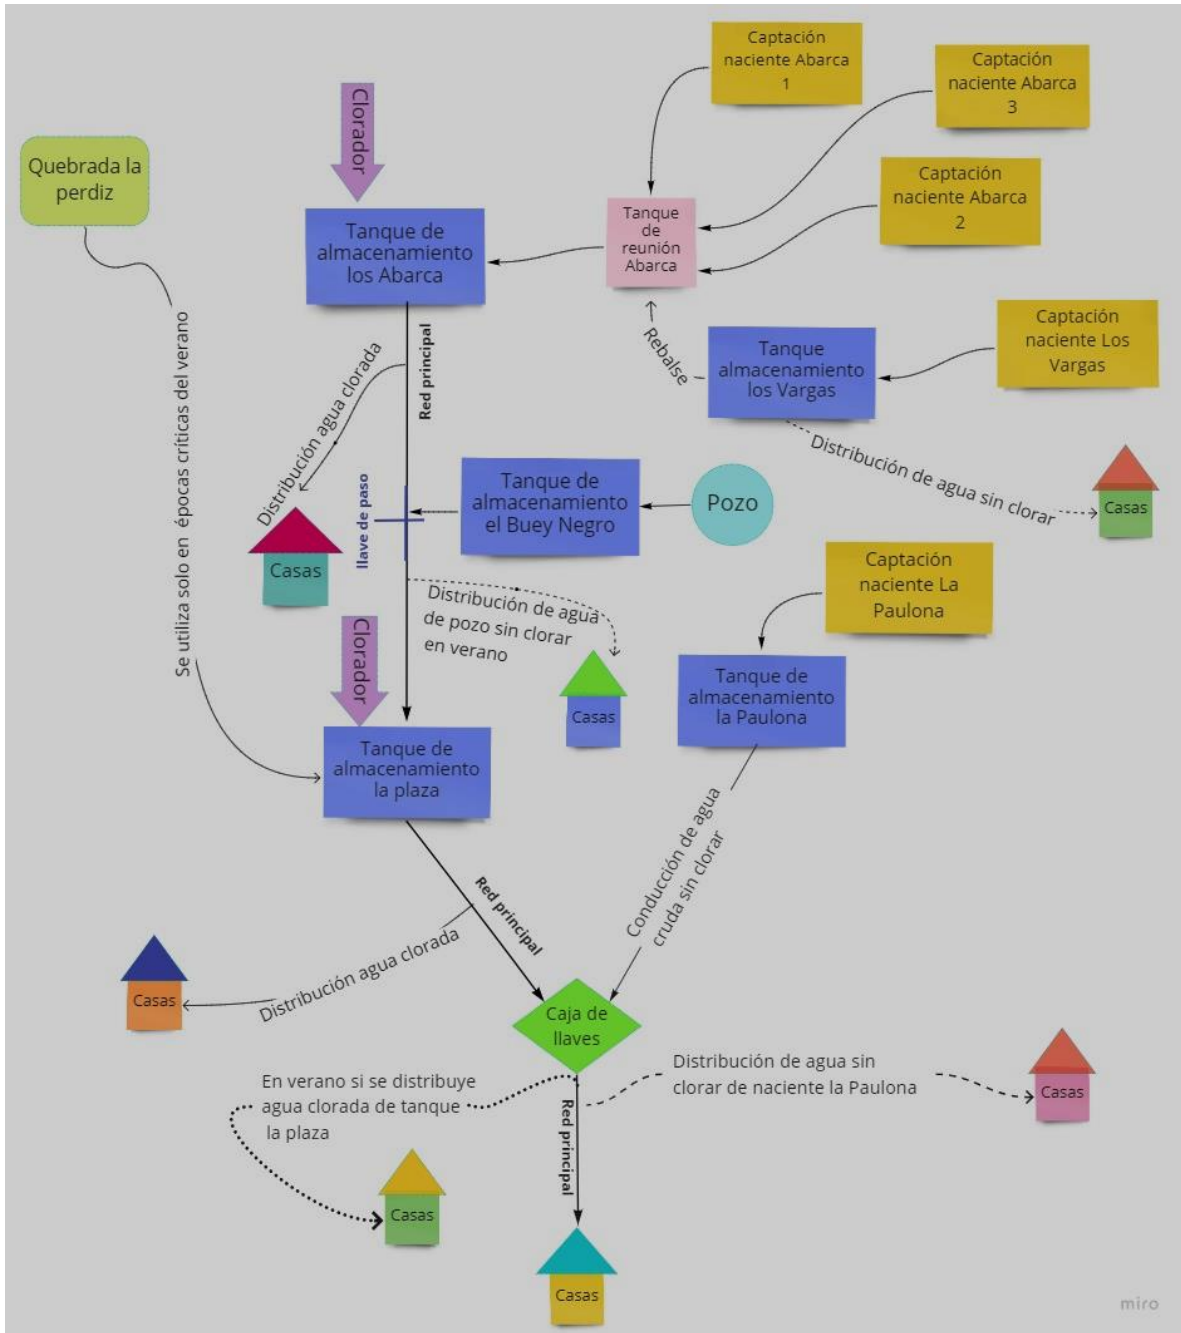 Captación
naciente Abarca
1
Captación
naciente Abarca
3
Clorador
Quebrada la
perdiz
Captación
naciente Abarca
2
Tanque
de
reunión
Abarca
Tanque de
almacenamiento
los Abarca
Captación
naciente Los
Vargas
Rebalse
Tanque
almacenamiento
los Vargas
Red principal
Distribución agua clorada
Se utiliza solo en épocas críticas del verano
Distribución de agua sin clorar
Casas
Tanque de
almacenamiento
el Buey Negro
Pozo
llave de paso
Casas
Captación
naciente La
Paulona
Distribución de agua
de pozo sin clorar
en verano
Clorador
Casas
Tanque de
almacenamiento
la Paulona
Tanque de
almacenamiento
la plaza
Conducción de agua
cruda sin clorar
Red principal
Distribución agua clorada
Casas
Caja de
llaves
Distribución de agua sin
clorar de naciente la Paulona
Casas
En verano si se distribuye
agua clorada de tanque
la plaza
Red principal
Casas
Casas
miro